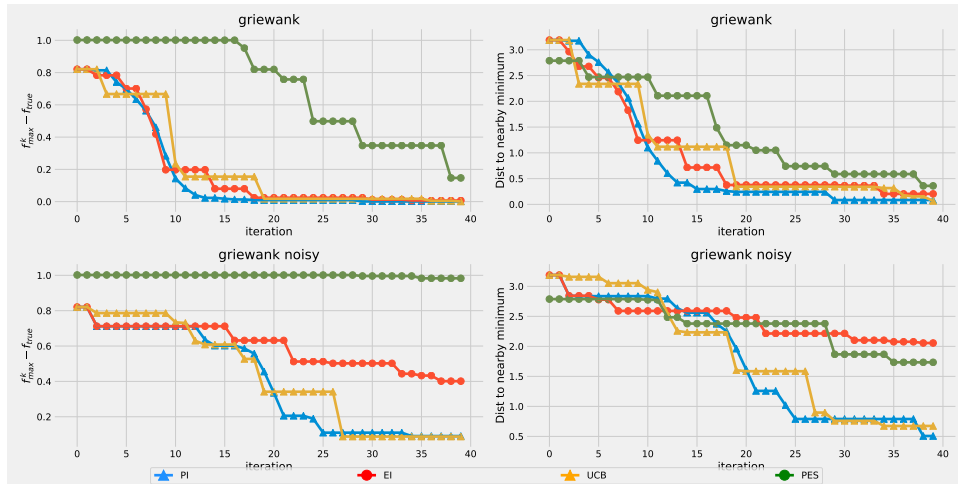 griewank
griewank
f^k_max − f_true
1.0
0.8
0.6
0.4
0.2
0.0
0 5 10 15 20 25 30 35 40
iteration
Dist to nearby minimum
3.0
2.5
2.0
1.5
1.0
0.5
0.0
0 5 10 15 20 25 30 35 40
iteration
griewank noisy
griewank noisy
f^k_max − f_true
1.0
0.8
0.6
0.4
0.2
0 5 10 15 20 25 30 35 40
iteration
Dist to nearby minimum
3.0
2.5
2.0
1.5
1.0
0.5
0 5 10 15 20 25 30 35 40
iteration
PI EI UCB PES